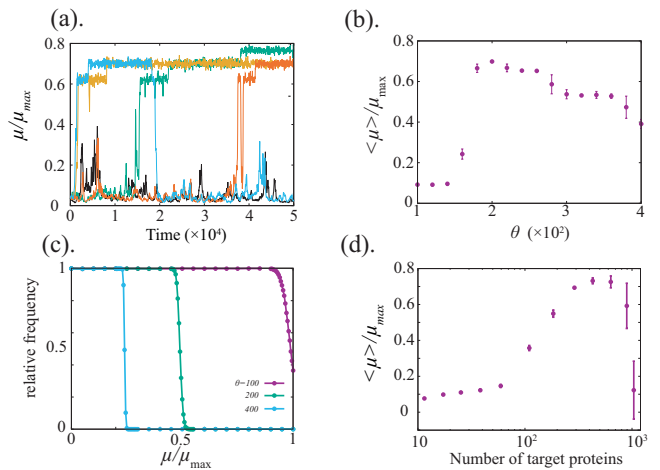 (a).
0.8
0.6
0.4
0.2
0
μ/μmax
0 1 2 3 4 5
Time (×10⁴)
(b).
0.8
0.6
0.4
0.2
0
<μ>/μmax
1 2 3 4
θ (×10²)
(c).
1
0.5
0
relative frequency
θ=100
200
400
0 0.5 1
μ/μmax
(d).
0.8
0.6
0.4
0.2
0
<μ>/μmax
10¹ 10² 10³
Number of target proteins